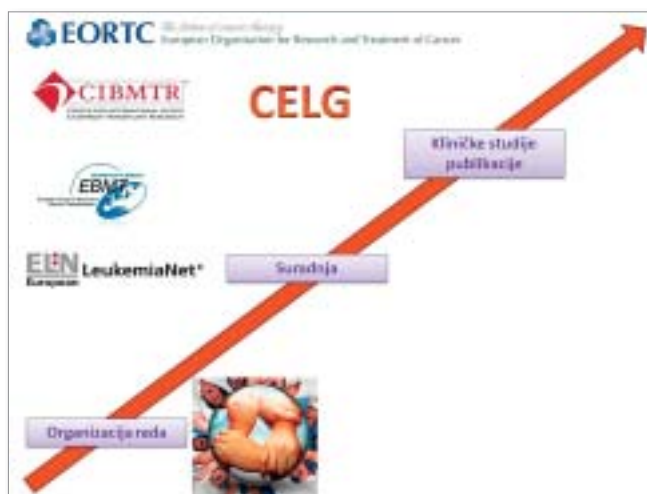 EORTC
European Organisation for Research and Treatment of Cancer
CIBMTR
CELG
Kliničke studije
publikacije
EBMT
ELN
European
LeukemiaNet®
Suradnja
Organizacija rada